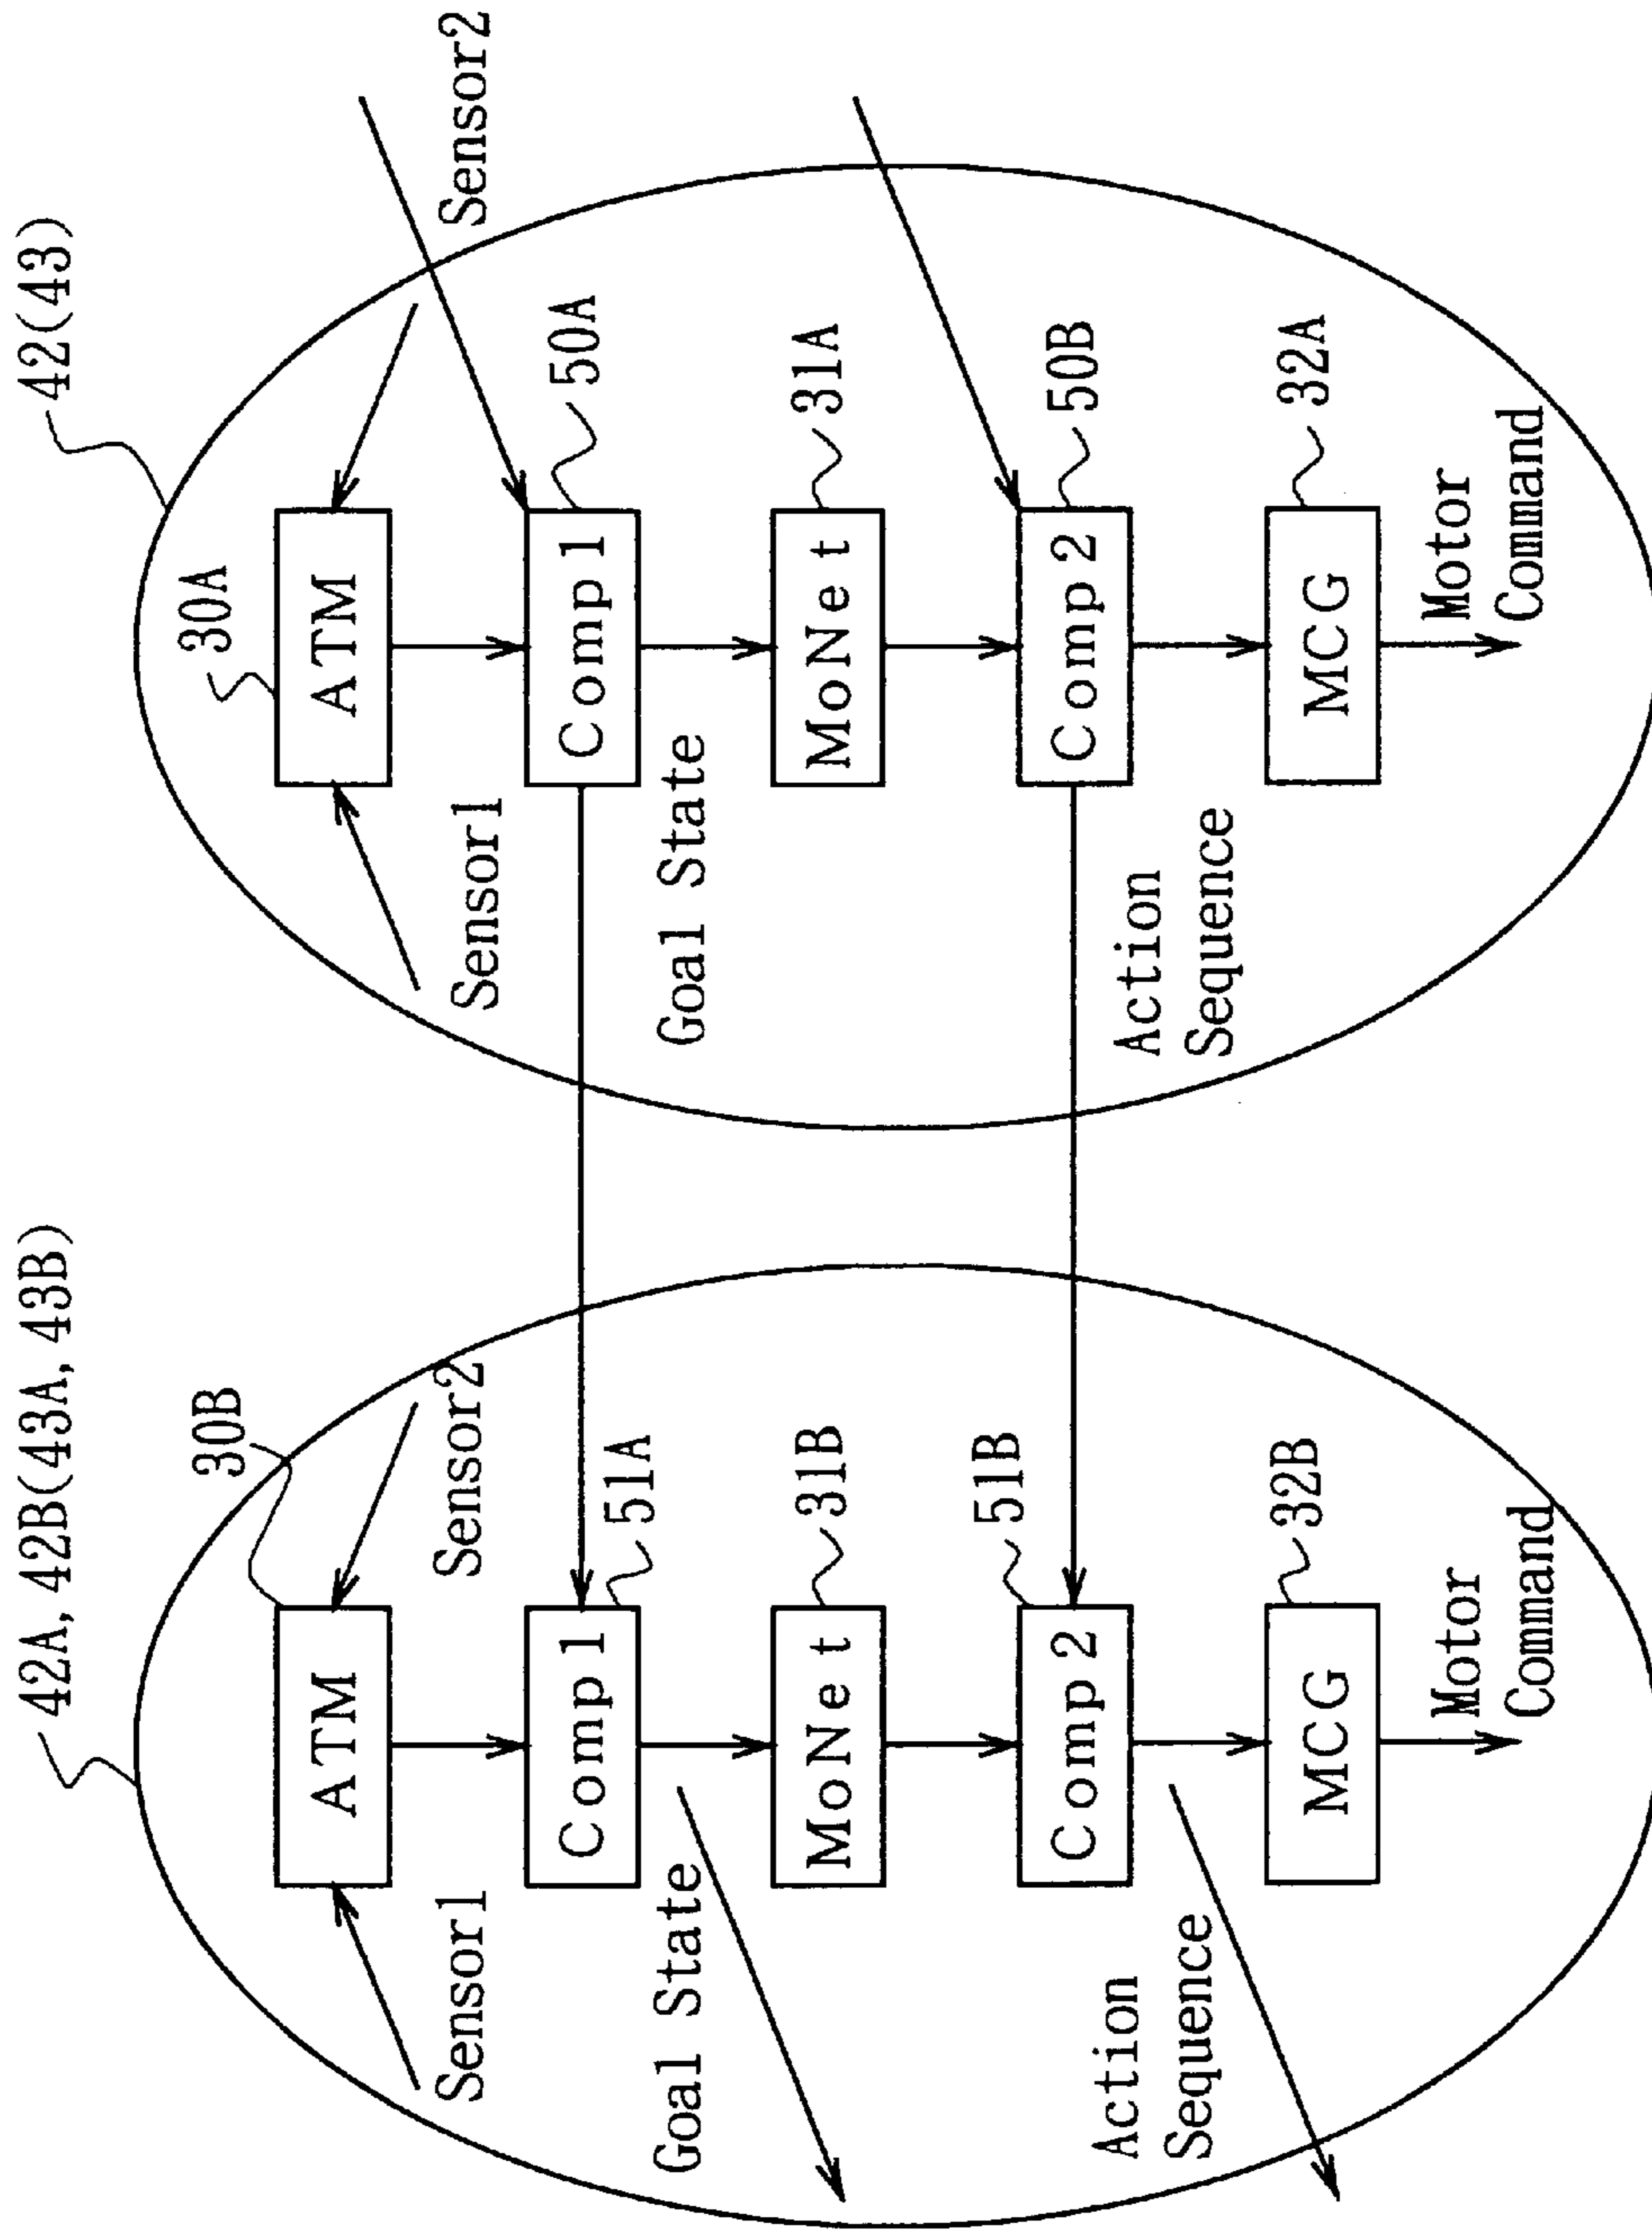 42A, 42B(43A, 43B)
30B
ATM
Sensor1
Sensor2
Comp1
51A
Goal State
MoNet
31B
Comp2
51B
Action
Sequence
MCG
32B
Motor
Command
42(43)
30A
ATM
Sensor1
Sensor2
Comp1
50A
Goal State
MoNet
31A
Comp2
50B
Action
Sequence
MCG
32A
Motor
Command